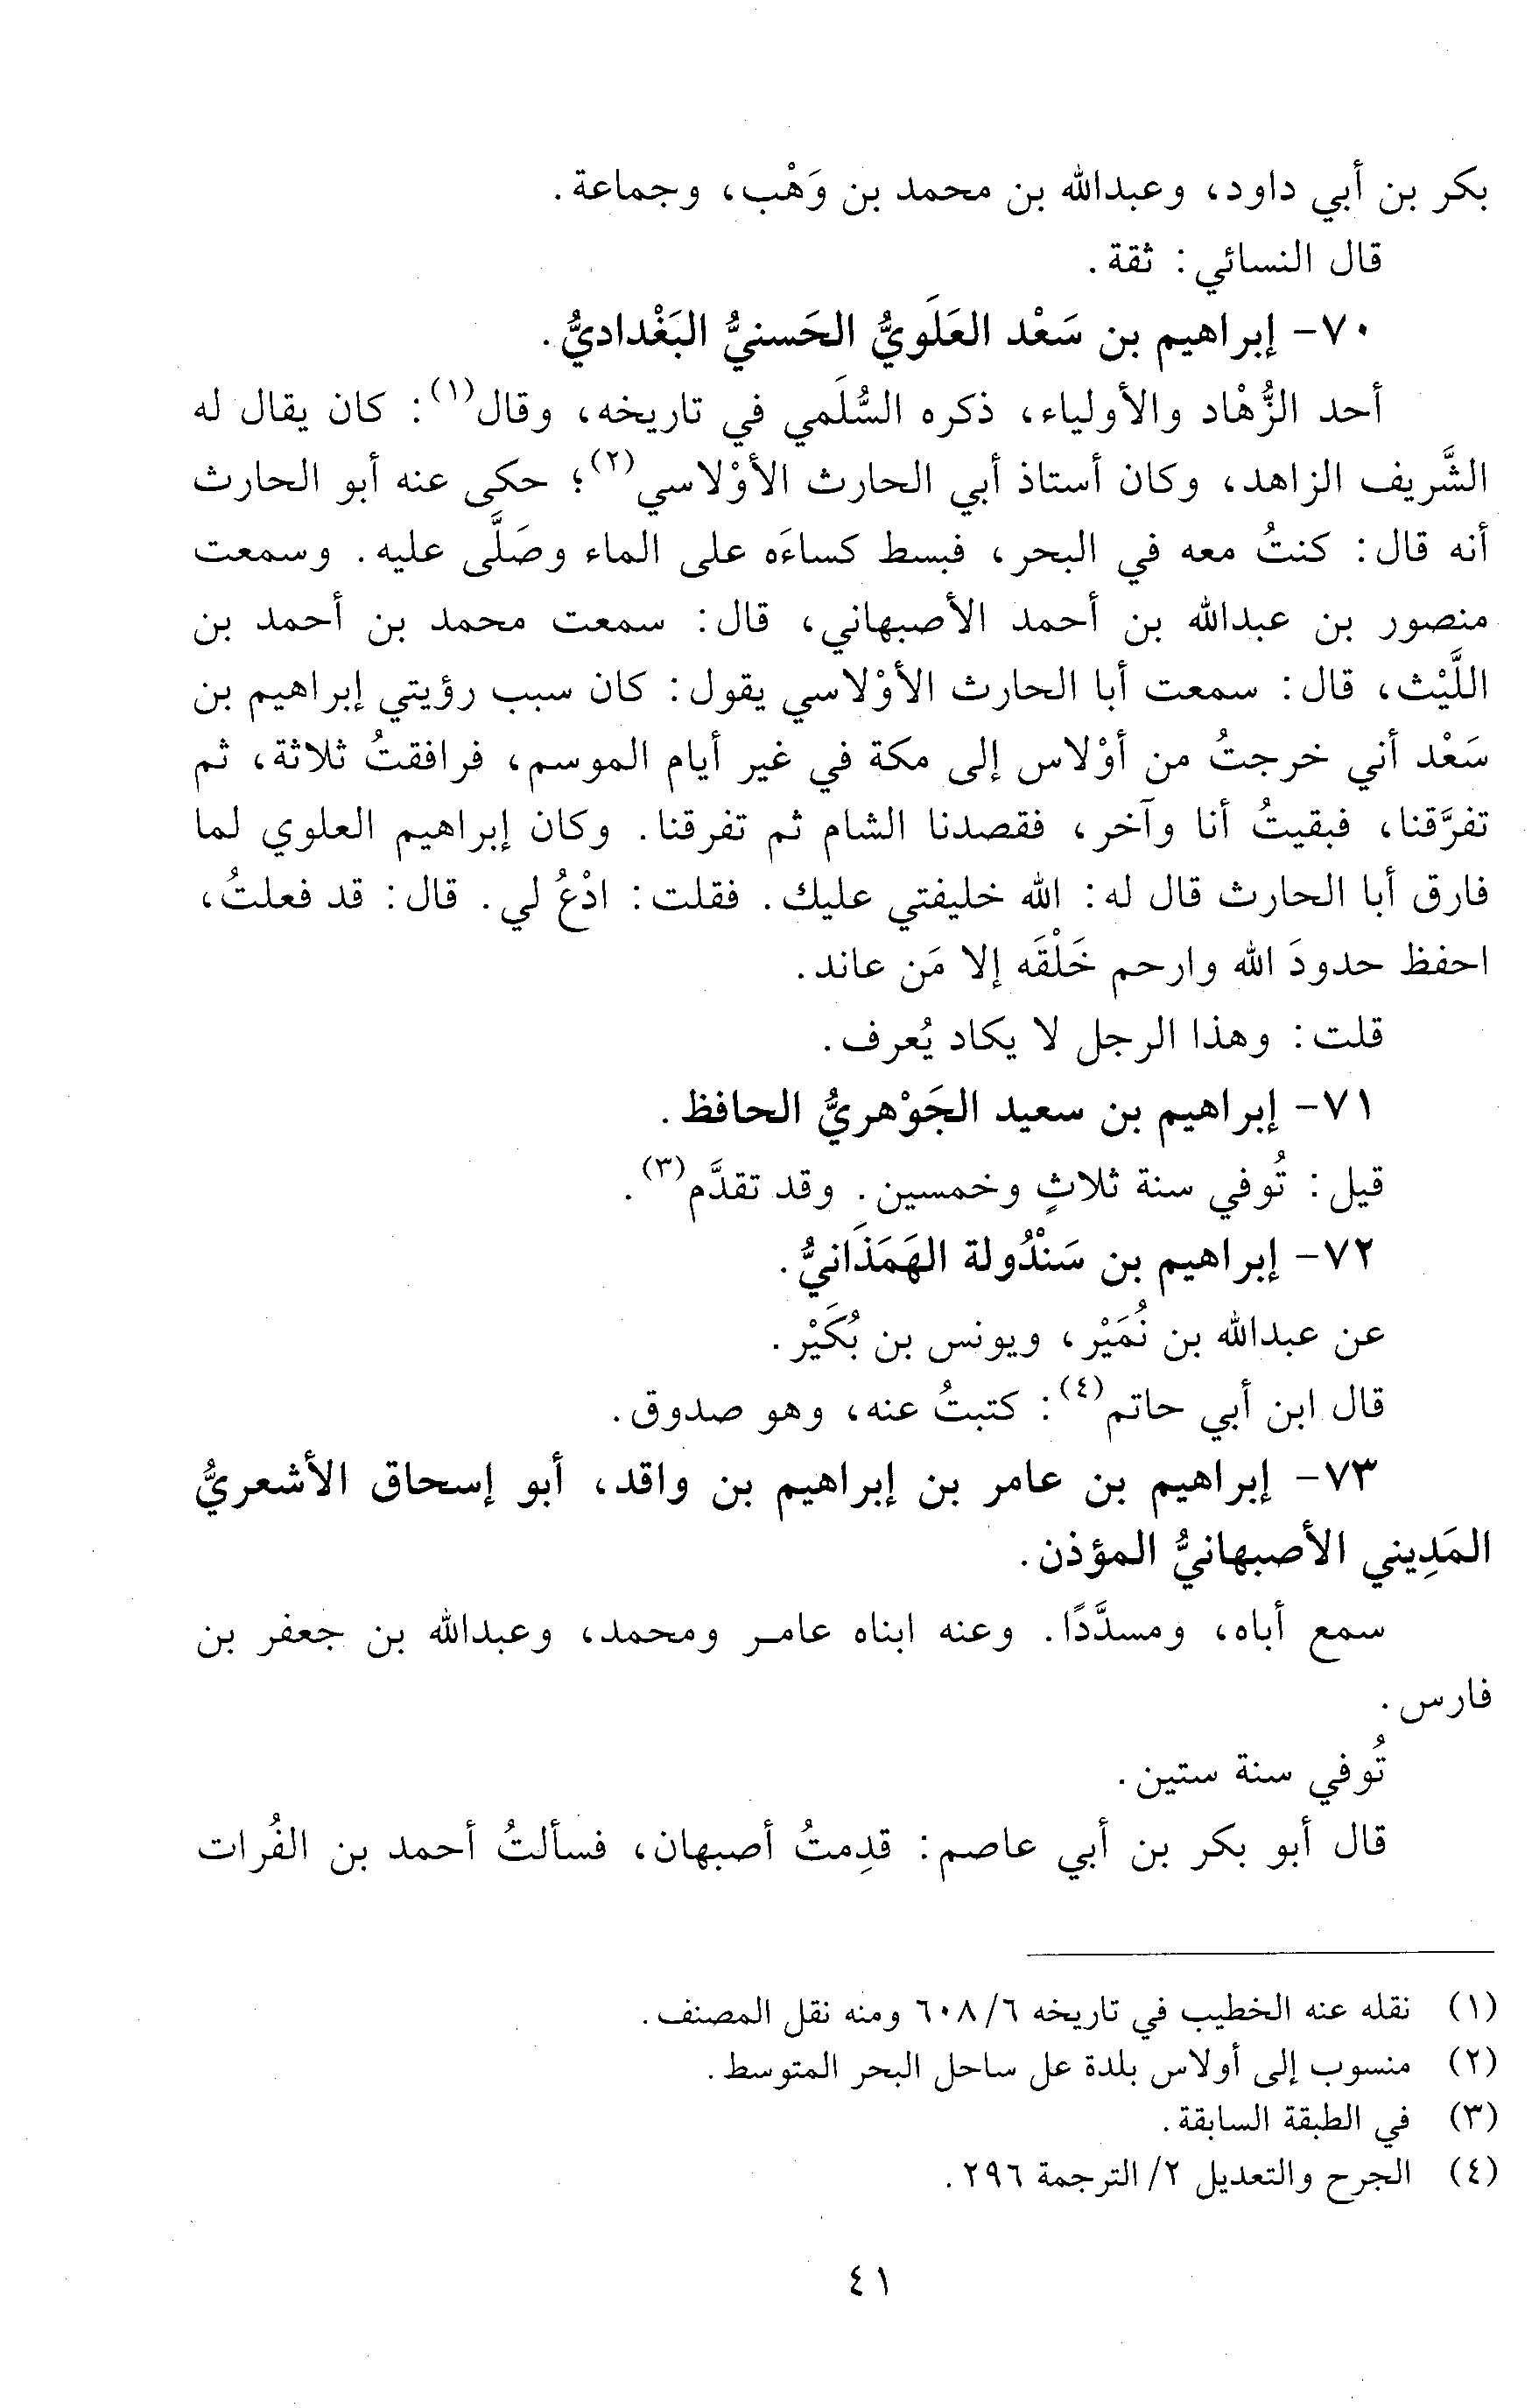 بكر بن أبي داود، وعبدالله بن محمد بن وَهْب، وجماعة.
قال النسائي: ثقة.
٧٠- إبراهيم بن سَعْد العَلَويُّ الحَسنيُّ البَغْداديُّ.
أحد الزُّهْاد والأولياء، ذكره السُّلَمي في تاريخه، وقال(١): كان يقال له
الشَّريف الزاهد، وكان أستاذ أبي الحارث الأوْلاسي(٢)؛ حكى عنه أبو الحارث
أنه قال: كنتُ معه في البحر، فبسط كساءَه على الماء وصَلَّى عليه. وسمعت
منصور بن عبدالله بن أحمد الأصبهاني، قال: سمعت محمد بن أحمد بن
اللَّيْث، قال: سمعت أبا الحارث الأوْلاسي يقول: كان سبب رؤيتي إبراهيم بن
سَعْد أني خرجتُ من أوْلاس إلى مكة في غير أيام الموسم، فرافقتُ ثلاثة، ثم
تفرَّقنا، فبقيتُ أنا وآخر، فقصدنا الشام ثم تفرقنا. وكان إبراهيم العلوي لما
فارق أبا الحارث قال له: الله خليفتي عليك. فقلت: ادْعُ لي. قال: قد فعلتُ،
احفظ حدودَ الله وارحم خَلْقَه إلا مَن عاند.
قلت: وهذا الرجل لا يكاد يُعرف.
٧١- إبراهيم بن سعيد الجَوْهريُّ الحافظ.
قيل: تُوفي سنة ثلاثٍ وخمسين. وقد تقدَّم(٣).
٧٢- إبراهيم بن سَنْدُولة الهَمَذَانيُّ.
عن عبدالله بن نُمَيْر، ويونس بن بُكَيْر.
قال ابن أبي حاتم(٤): كتبتُ عنه، وهو صدوق.
٧٣- إبراهيم بن عامر بن إبراهيم بن واقد، أبو إسحاق الأشعريُّ
المَدِيني الأصبهانيُّ المؤذن.
سمع أباه، ومسدَّدًا. وعنه ابناه عامر ومحمد، وعبدالله بن جعفر بن
فارس.
تُوفي سنة ستين.
قال أبو بكر بن أبي عاصم: قدِمتُ أصبهان، فسألتُ أحمد بن الفُرات
(١) نقله عنه الخطيب في تاريخه ٦/ ٦٠٨ ومنه نقل المصنف.
(٢) منسوب إلى أولاس بلدة عل ساحل البحر المتوسط.
(٣) في الطبقة السابقة.
(٤) الجرح والتعديل ٢/ الترجمة ٢٩٦.
٤١